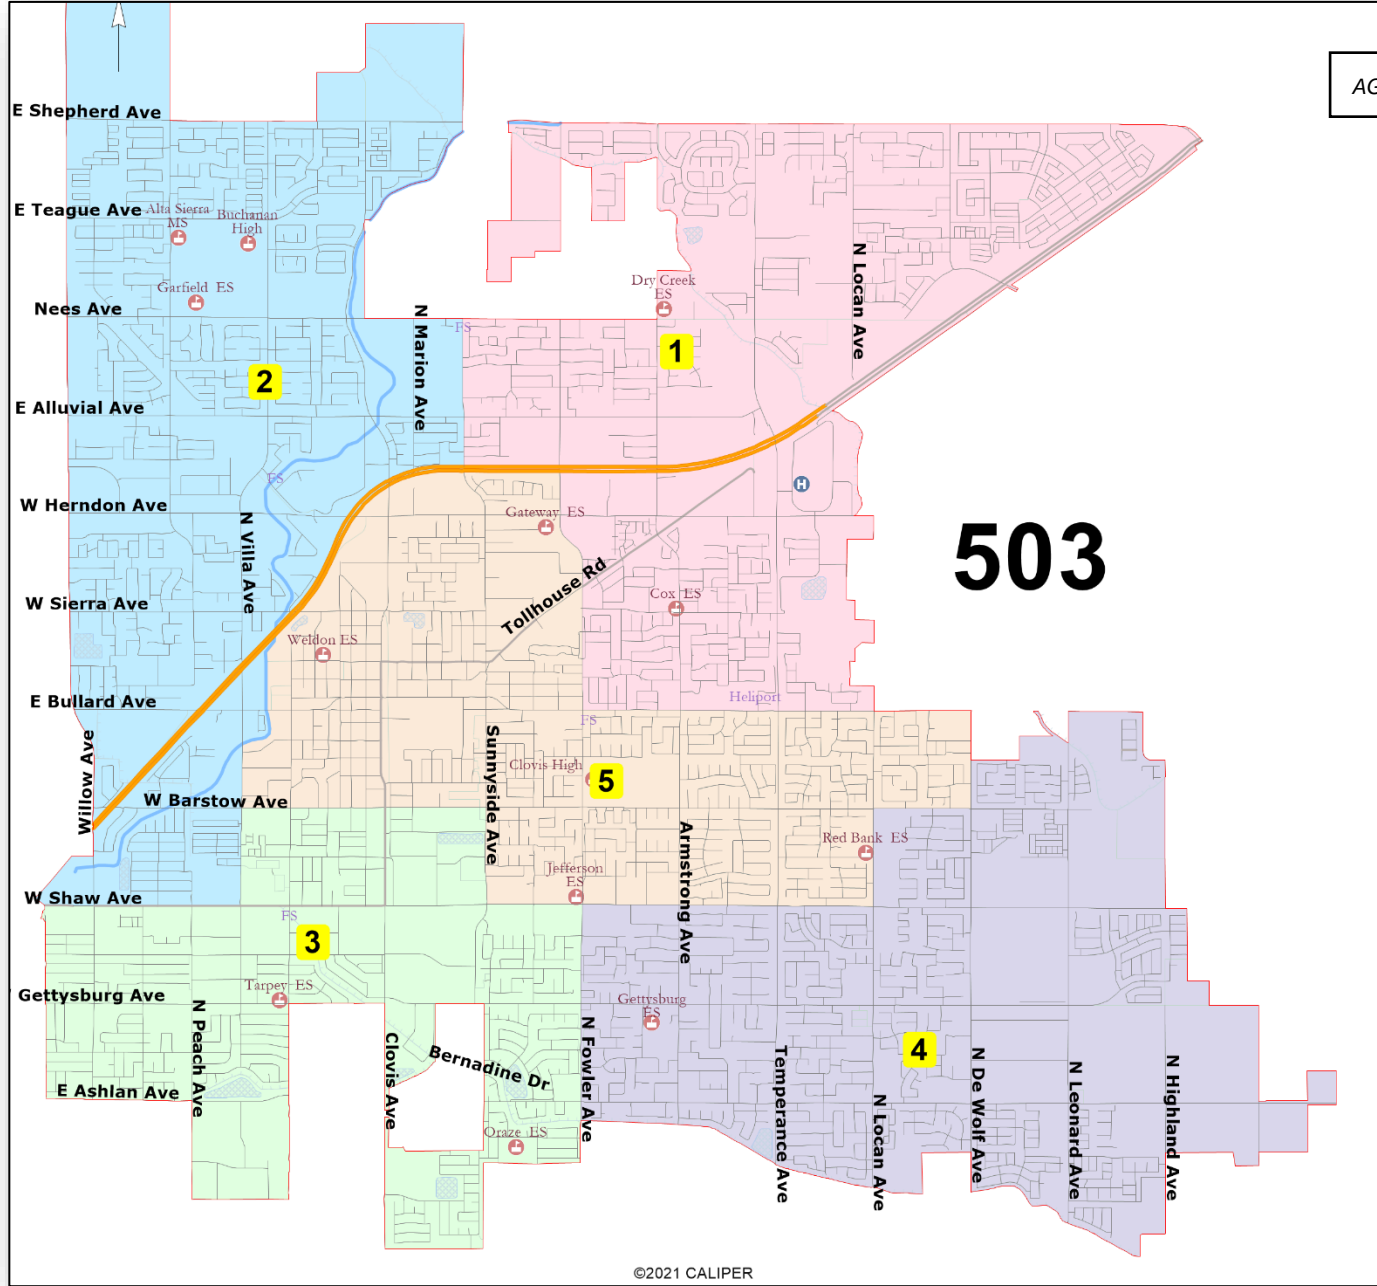 E Shepherd Ave
AG
E Teague Ave
Alta Sierra
MS
Buchanan
High
N Locan Ave
Garfield ES
Dry Creek
ES
Nees Ave
N Marion Ave
FS
1
2
E Alluvial Ave
FS
H
W Herndon Ave
N Villa Ave
Gateway ES
503
Tollhouse Rd
W Sierra Ave
Cox ES
Weldon ES
E Bullard Ave
Heliport
FS
Willow Ave
Sunnyside Ave
Clovis High
5
W Barstow Ave
Armstrong Ave
Red Bank ES
Jefferson
ES
W Shaw Ave
FS
3
Gettysburg Ave
Tarpey ES
N Peach Ave
Gettysburg
ES
Clovis Ave
Bernadine Dr
N Fowler Ave
4
Temperance Ave
N Locan Ave
N De Wolf Ave
N Leonard Ave
N Highland Ave
E Ashlan Ave
Oraze ES
©2021 CALIPER